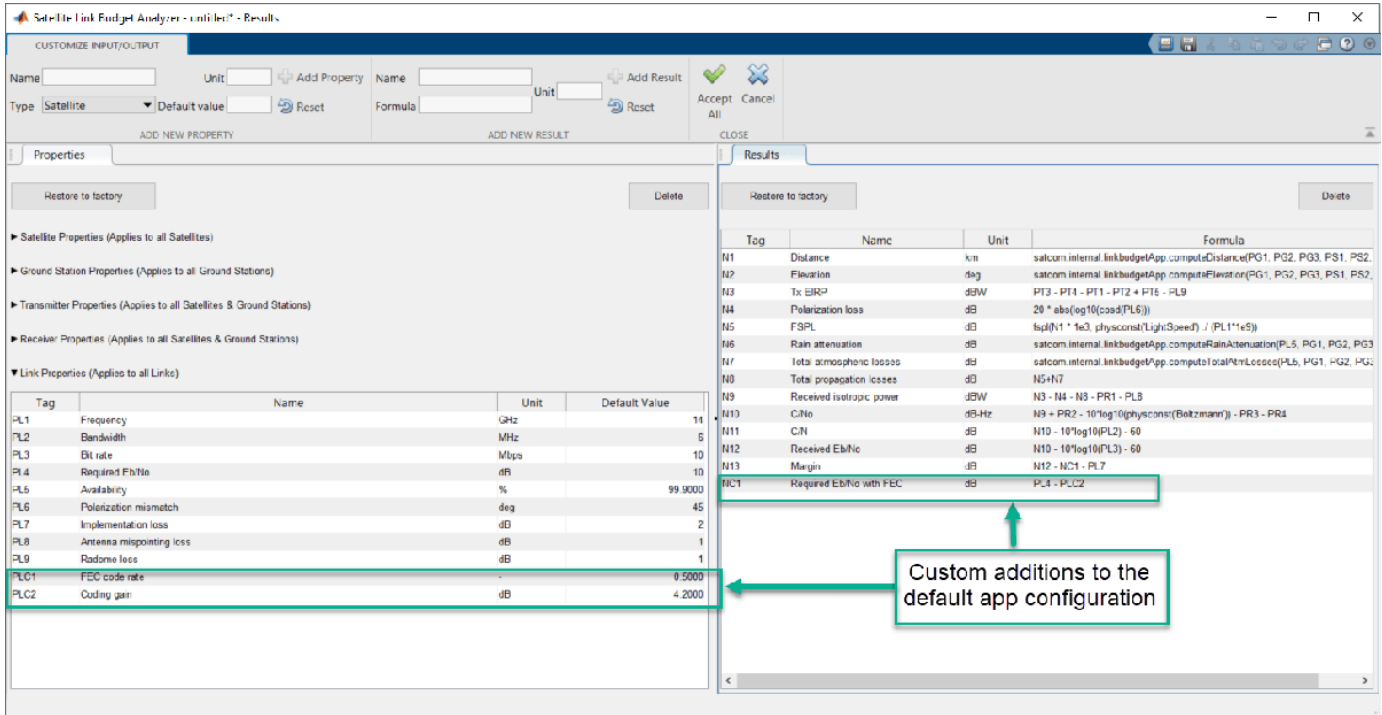 Satellite Link Budget Analyzer - untitled* - Results
CUSTOMIZE INPUT/OUTPUT
Name Unit Add Property Name Unit Add Result
Type Satellite Default value Reset Formula Reset
Accept All Cancel
ADD NEW PROPERTY ADD NEW RESULT CLOSE
Properties
Restore to factory Delete
▶ Satellite Properties (Applies to all Satellites)
▶ Ground Station Properties (Applies to all Ground Stations)
▶ Transmitter Properties (Applies to all Satellites & Ground Stations)
▶ Receiver Properties (Applies to all Satellites & Ground Stations)
▼ Link Properties (Applies to all Links)
Tag Name Unit Default Value
PL1 Frequency GHz 14
PL2 Bandwidth MHz 6
PL3 Bit rate Mbps 10
PL4 Required Eb/No dB 10
PL5 Availability % 99.9000
PL6 Polarization mismatch deg 45
PL7 Implementation loss dB 2
PL8 Antenna mispointing loss dB 1
PL9 Radome loss dB 1
PLC1 FEC code rate - 0.5000
PLC2 Coding gain dB 4.2000
Results
Restore to factory Delete
Tag Name Unit Formula
N1 Distance km satcom.internal.linkbudgetApp.computeDistance(PG1, PG2, PG3, PS1, PS2,
N2 Elevation deg satcom.internal.linkbudgetApp.computeElevation(PG1, PG2, PG3, PS1, PS2,
N3 Tx EIRP dBW PT3 - PT4 - PT1 - PT2 + PT5 - PL9
N4 Polarization loss dB 20 * abs(log10(cosd(PL6)))
N5 FSPL dB fspl(N1 * 1e3, physconst('LightSpeed') ./ (PL1*1e9))
N6 Rain attenuation dB satcom.internal.linkbudgetApp.computeRainAttenuation(PL5, PG1, PG2, PG3
N7 Total atmospheric losses dB satcom.internal.linkbudgetApp.computeTotalAtmLosses(PL5, PG1, PG2, PG3
N8 Total propagation losses dB N5+N7
N9 Received isotropic power dBW N3 - N4 - N8 - PR1 - PL8
N10 C/No dB-Hz N9 + PR2 - 10*log10(physconst('Boltzmann')) - PR3 - PR4
N11 C/N dB N10 - 10*log10(PL2) - 60
N12 Received Eb/No dB N10 - 10*log10(PL3) - 60
N13 Margin dB N12 - NC1 - PL7
NC1 Required Eb/No with FEC dB PL4 - PLC2
Custom additions to the
default app configuration